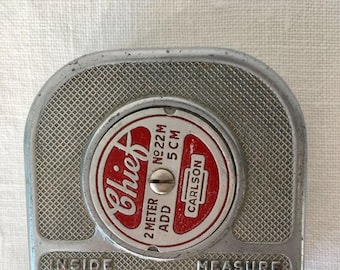 Chief
No 22M
5 CM
2 METER
ADD
CARLSON
INSIDE MEASURE